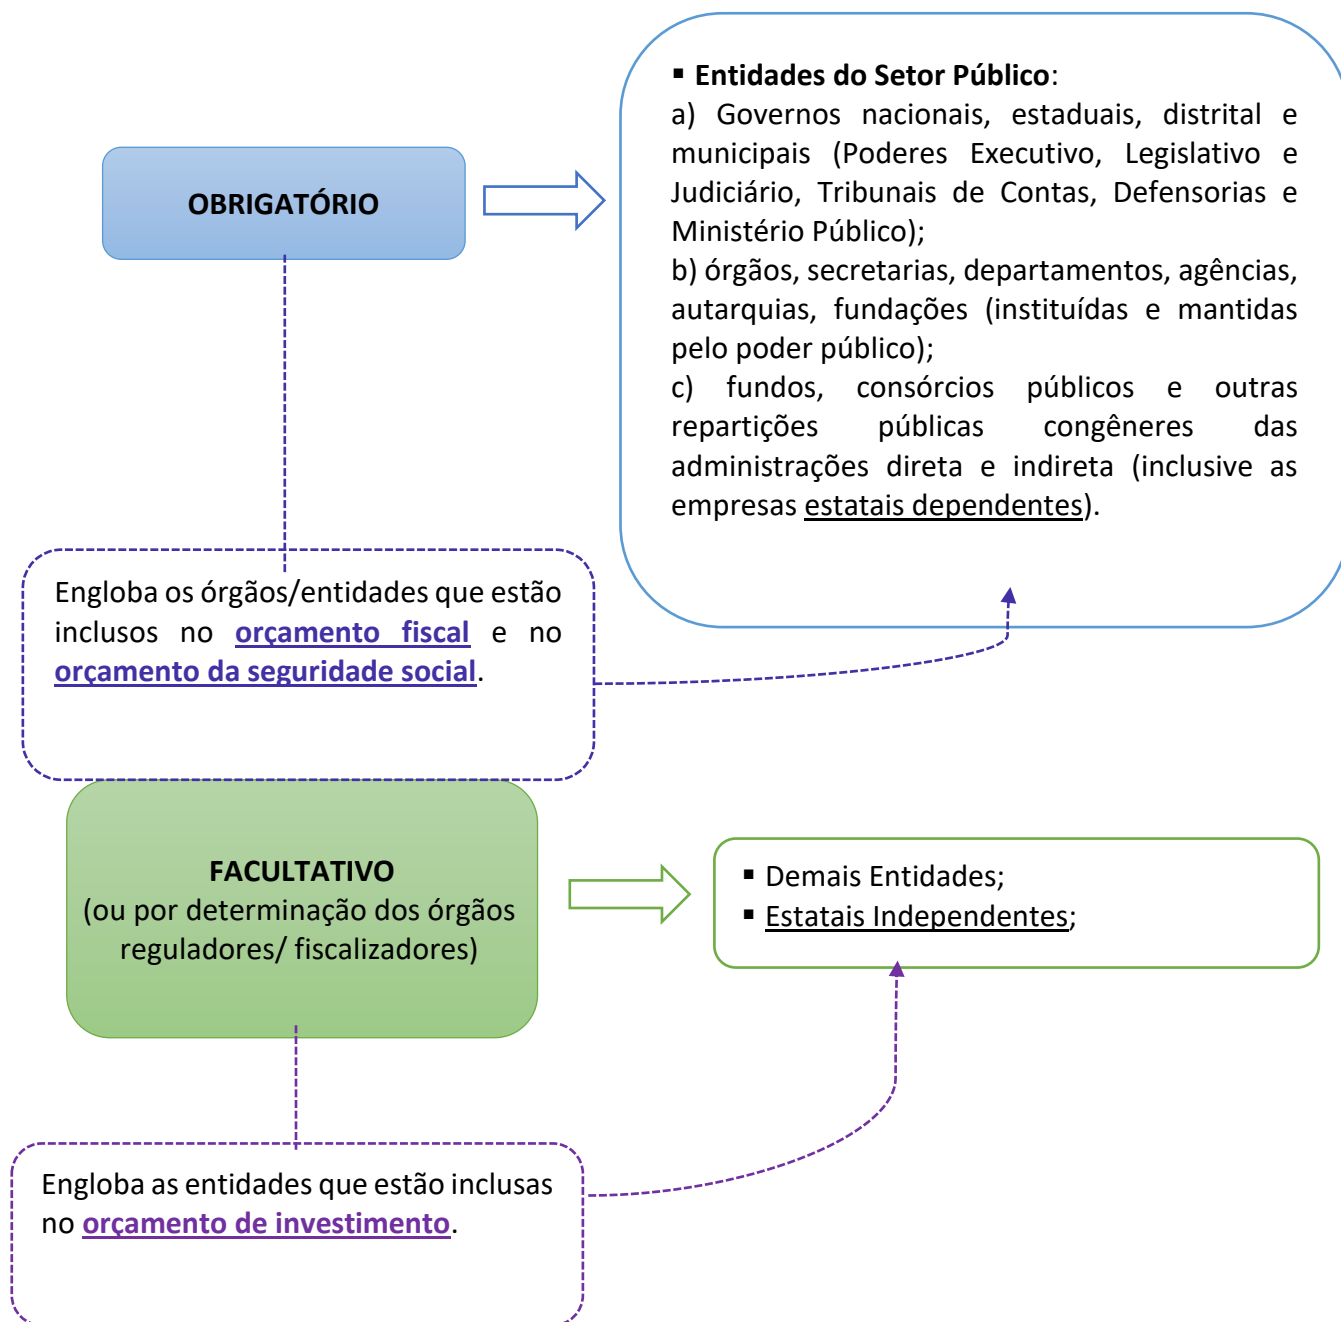 OBRIGATÓRIO
▪ Entidades do Setor Público:
a) Governos nacionais, estaduais, distrital e
municipais (Poderes Executivo, Legislativo e
Judiciário, Tribunais de Contas, Defensorias e
Ministério Público);
b) órgãos, secretarias, departamentos, agências,
autarquias, fundações (instituídas e mantidas
pelo poder público);
c) fundos, consórcios públicos e outras
repartições públicas congêneres das
administrações direta e indireta (inclusive as
empresas estatais dependentes).
Engloba os órgãos/entidades que estão
inclusos no orçamento fiscal e no
orçamento da seguridade social.
FACULTATIVO
(ou por determinação dos órgãos
reguladores/ fiscalizadores)
▪ Demais Entidades;
▪ Estatais Independentes;
Engloba as entidades que estão inclusas
no orçamento de investimento.